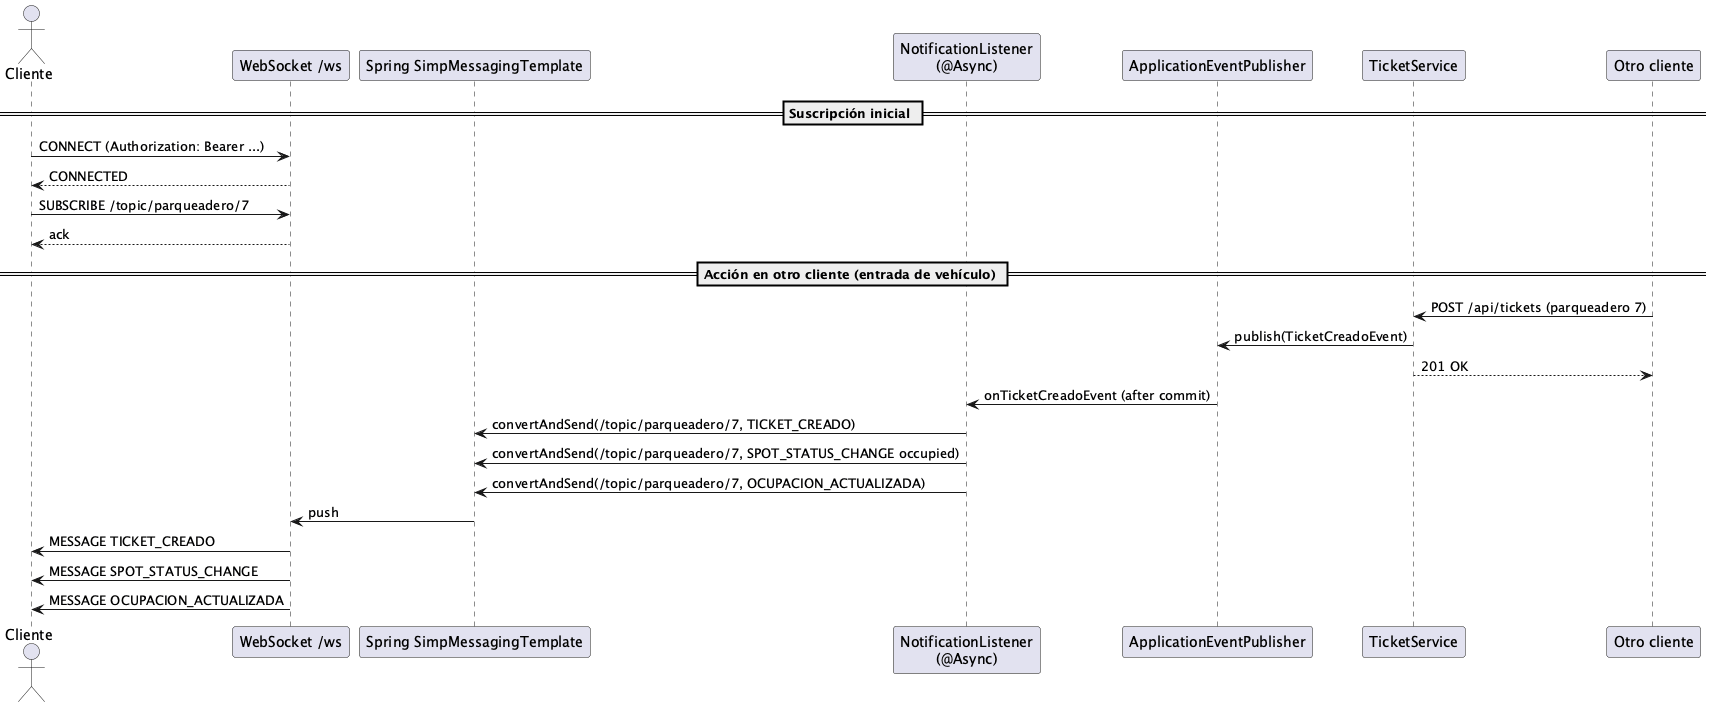 Cliente
WebSocket /ws
Spring SimpMessagingTemplate
NotificationListener
(@Async)
ApplicationEventPublisher
TicketService
Otro cliente
Suscripción inicial
CONNECT (Authorization: Bearer ...)
CONNECTED
SUBSCRIBE /topic/parqueadero/7
ack
Acción en otro cliente (entrada de vehículo)
POST /api/tickets (parqueadero 7)
publish(TicketCreadoEvent)
201 OK
onTicketCreadoEvent (after commit)
convertAndSend(/topic/parqueadero/7, TICKET_CREADO)
convertAndSend(/topic/parqueadero/7, SPOT_STATUS_CHANGE occupied)
convertAndSend(/topic/parqueadero/7, OCUPACION_ACTUALIZADA)
push
MESSAGE TICKET_CREADO
MESSAGE SPOT_STATUS_CHANGE
MESSAGE OCUPACION_ACTUALIZADA
Cliente
WebSocket /ws
Spring SimpMessagingTemplate
NotificationListener
(@Async)
ApplicationEventPublisher
TicketService
Otro cliente